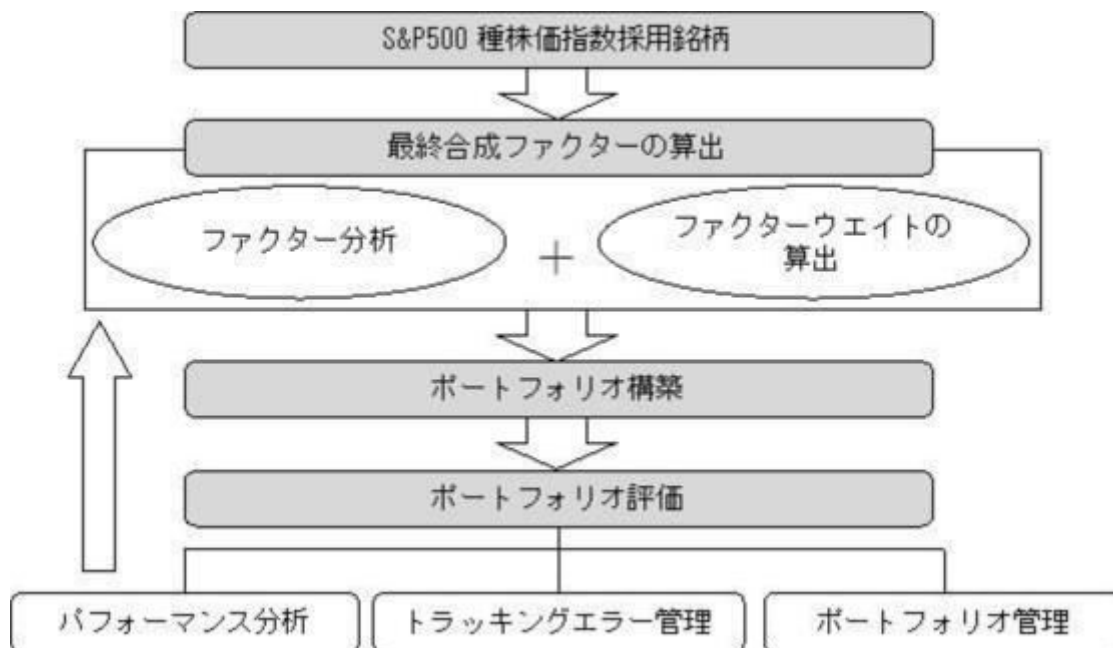 S&P500 種株価指数採用銘柄
最終合成ファクターの算出
ファクター分析
+
ファクターウエイトの
算出
ポートフォリオ構築
ポートフォリオ評価
パフォーマンス分析
トラッキングエラー管理
ポートフォリオ管理